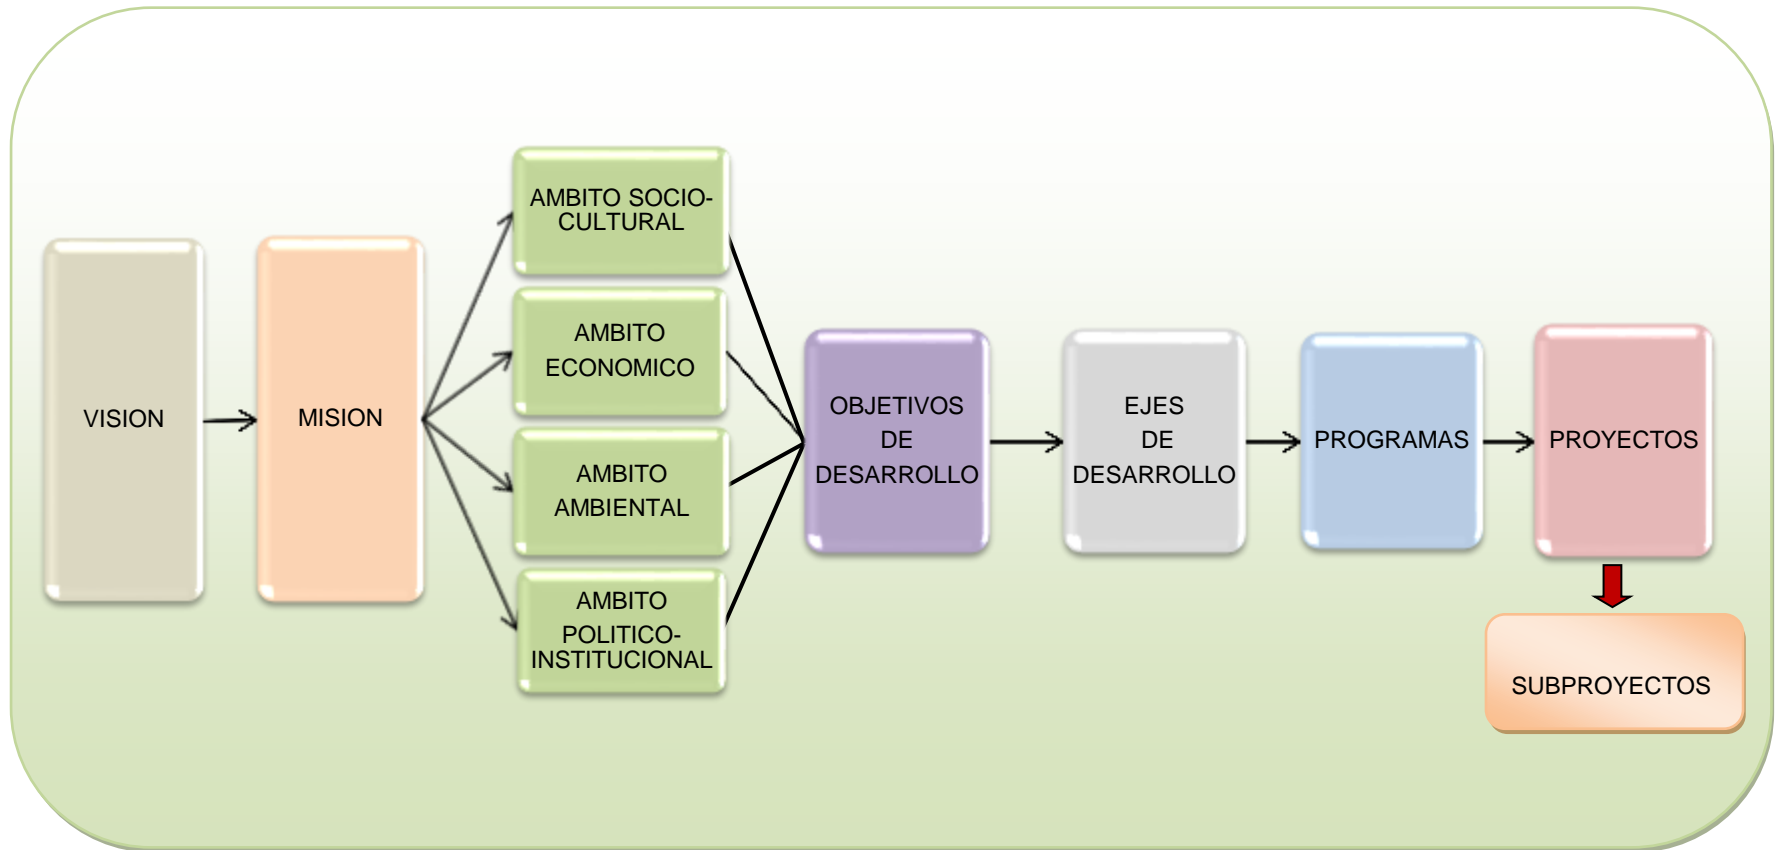 VISION
MISION
AMBITO SOCIO-
CULTURAL
AMBITO
ECONOMICO
AMBITO
AMBIENTAL
AMBITO
POLITICO-
INSTITUCIONAL
OBJETIVOS
DE
DESARROLLO
EJES
DE
DESARROLLO
PROGRAMAS
PROYECTOS
SUBPROYECTOS